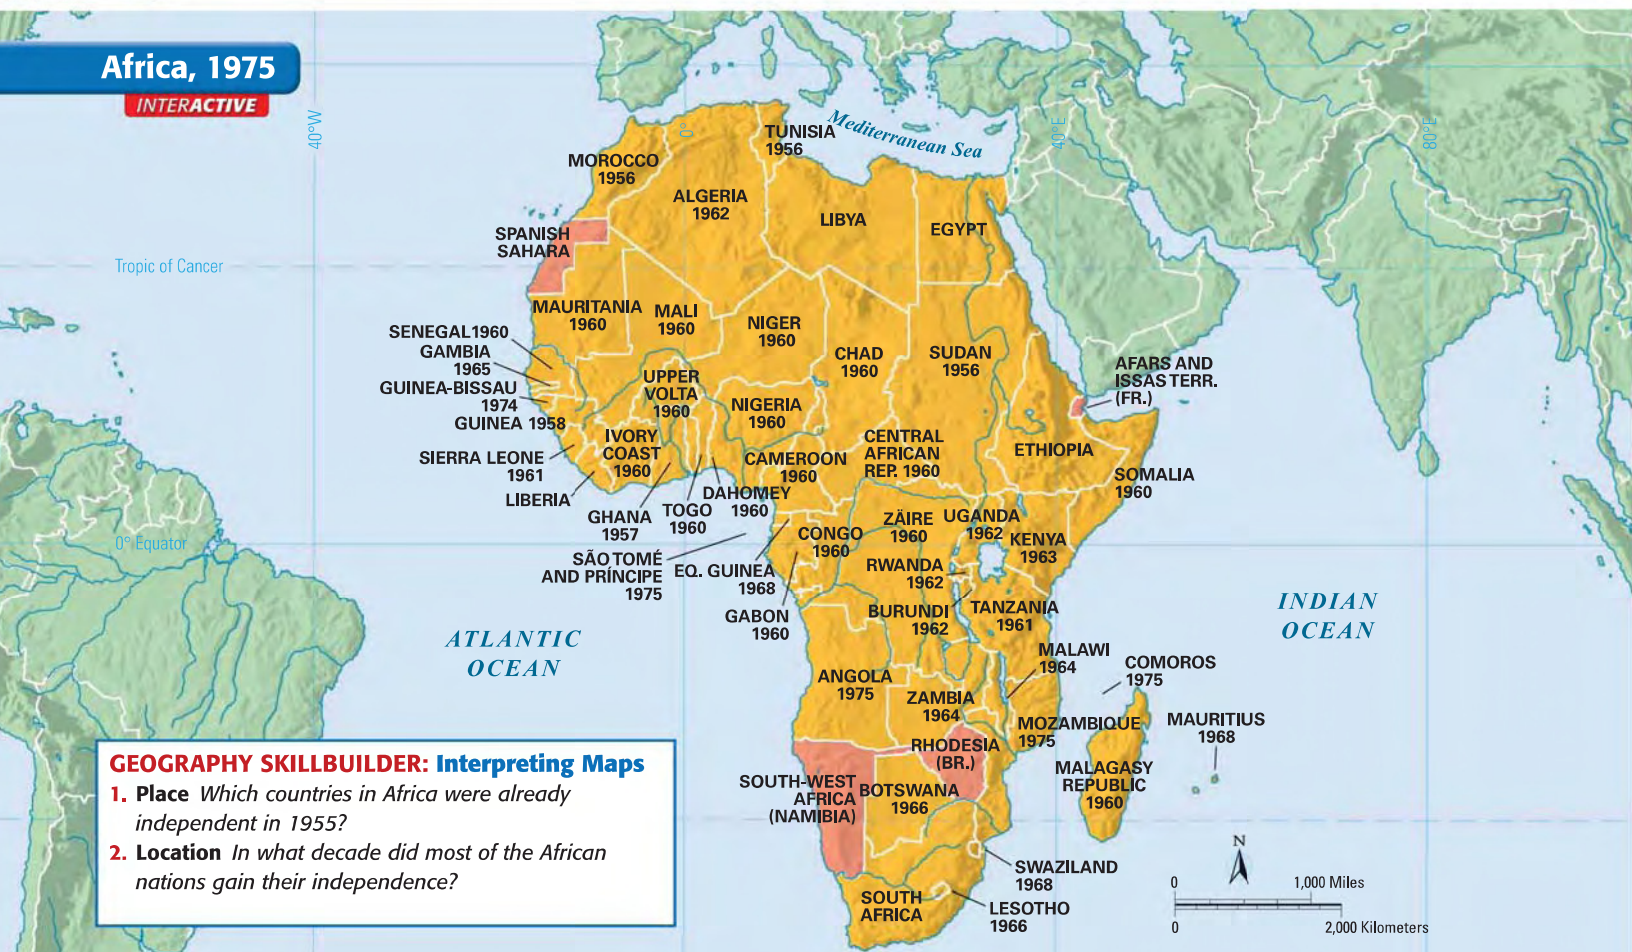 Africa, 1975
INTERACTIVE
40°W
0°
40°E
80°E
Mediterranean Sea
TUNISIA
1956
MOROCCO
1956
ALGERIA
1962
LIBYA
EGYPT
SPANISH
SAHARA
Tropic of Cancer
MAURITANIA
1960
MALI
1960
NIGER
1960
CHAD
1960
SUDAN
1956
SENEGAL 1960
GAMBIA
1965
GUINEA-BISSAU
1974
GUINEA 1958
UPPER
VOLTA
1960
NIGERIA
1960
AFARS AND
ISSAS TERR.
(FR.)
IVORY
COAST
1960
CENTRAL
AFRICAN
REP. 1960
ETHIOPIA
SIERRA LEONE
1961
CAMEROON
1960
SOMALIA
1960
LIBERIA
GHANA
1957
TOGO
1960
DAHOMEY
1960
0° Equator
CONGO
1960
ZÄIRE
1960
UGANDA
1962
KENYA
1963
SÃO TOMÉ
AND PRÍNCIPE
1975
EQ. GUINEA
1968
RWANDA
1962
GABON
1960
BURUNDI
1962
TANZANIA
1961
INDIAN
OCEAN
ATLANTIC
OCEAN
MALAWI
1964
COMOROS
1975
ANGOLA
1975
ZAMBIA
1964
MOZAMBIQUE
1975
MAURITIUS
1968
RHODESIA
(BR.)
MALAGASY
REPUBLIC
1960
SOUTH-WEST
AFRICA
(NAMIBIA)
BOTSWANA
1966
SWAZILAND
1968
SOUTH
AFRICA
LESOTHO
1966
GEOGRAPHY SKILLBUILDER: Interpreting Maps
1. Place Which countries in Africa were already
independent in 1955?
2. Location In what decade did most of the African
nations gain their independence?
N
0 1,000 Miles
0 2,000 Kilometers